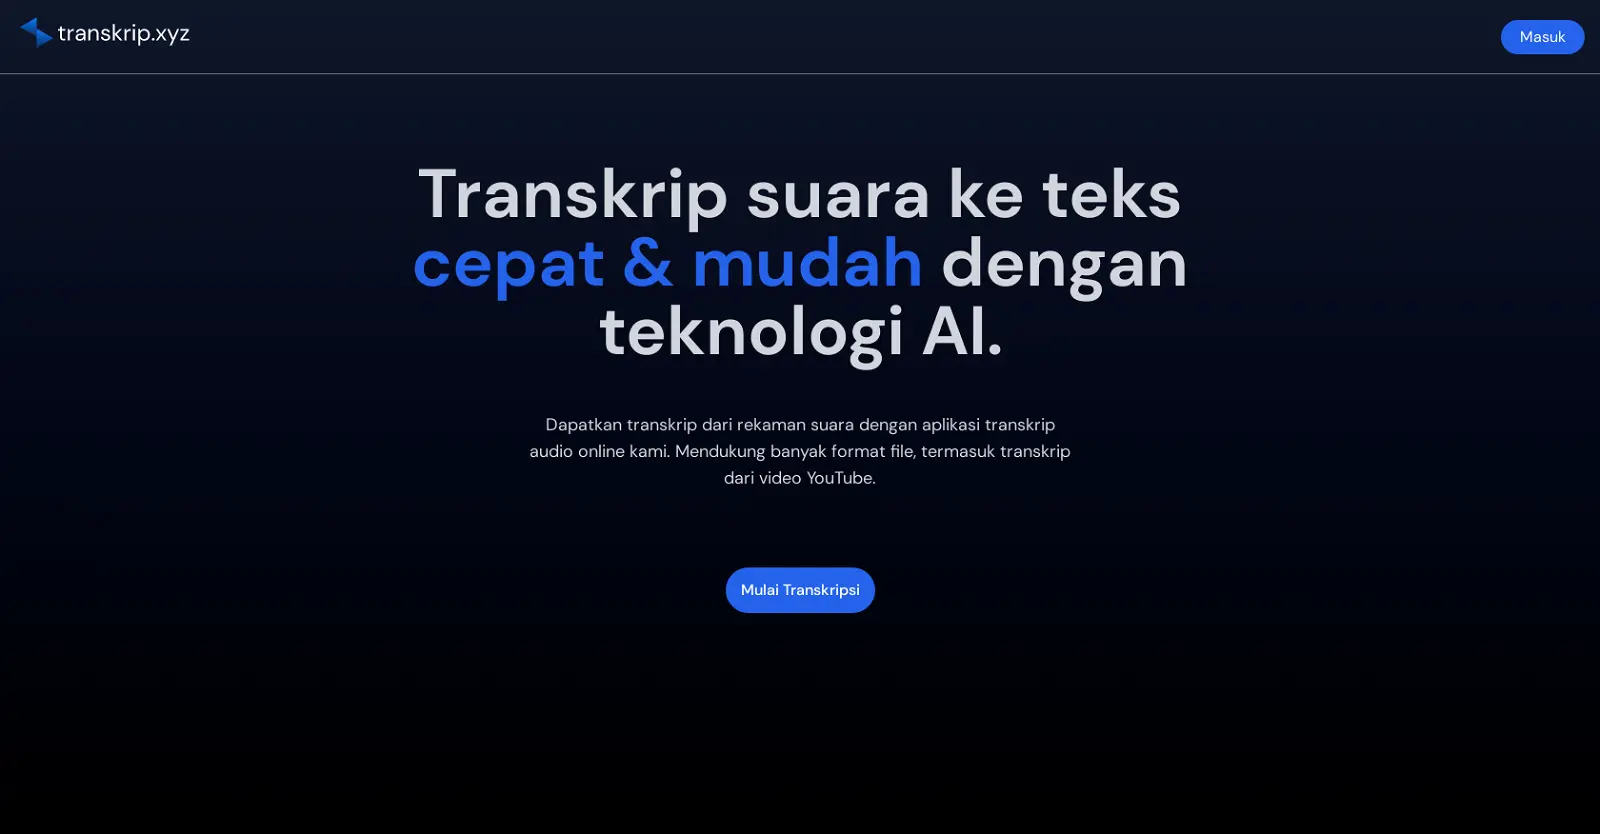 transkrip.xyz
Masuk
Transkrip suara ke teks
cepat & mudah dengan
teknologi AI.
Dapatkan transkrip dari rekaman suara dengan aplikasi transkrip
audio online kami. Mendukung banyak format file, termasuk transkrip
dari video YouTube.
Mulai Transkripsi